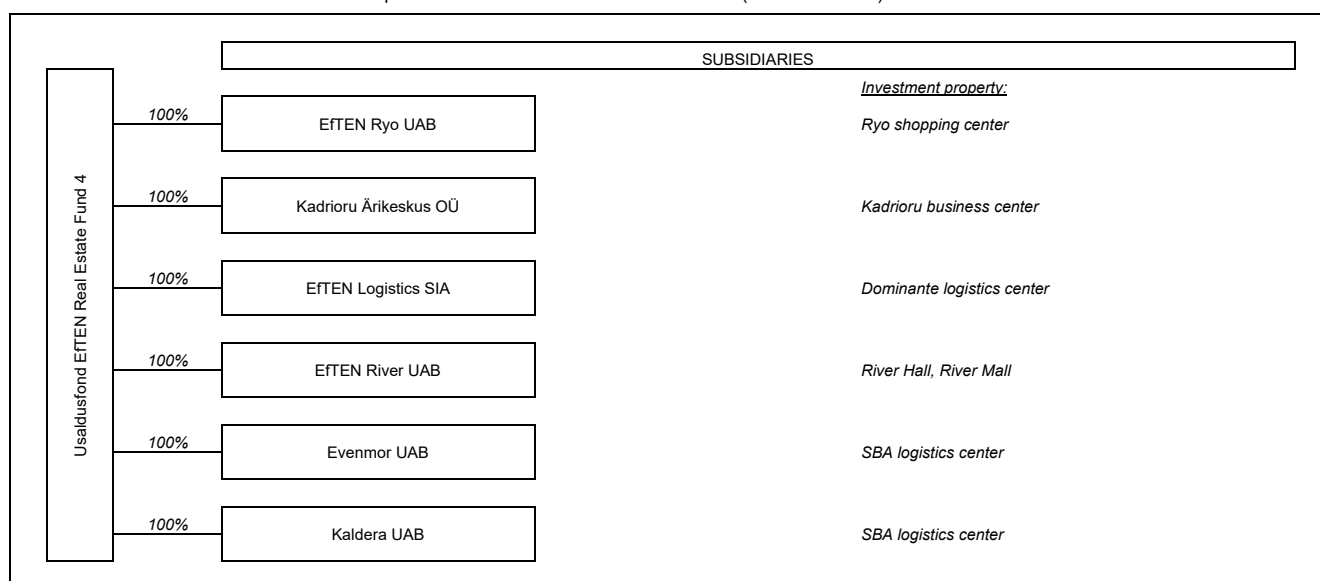 SUBSIDIARIES
Usaldusfond EfTEN Real Estate Fund 4
Investment property:
100%
EfTEN Ryo UAB
Ryo shopping center
100%
Kadrioru Ärikeskus OÜ
Kadrioru business center
100%
EfTEN Logistics SIA
Dominante logistics center
100%
EfTEN River UAB
River Hall, River Mall
100%
Evenmor UAB
SBA logistics center
100%
Kaldera UAB
SBA logistics center